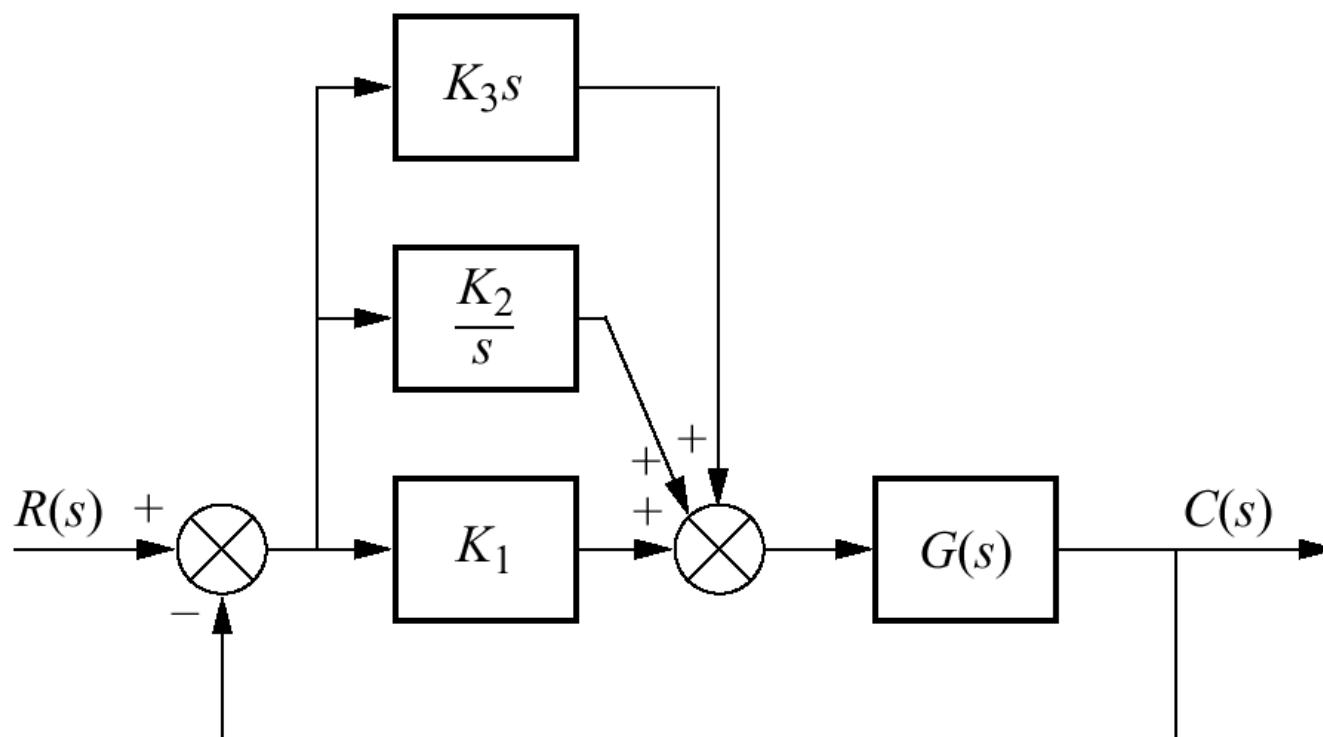 K₃s
K₂
s
+
+
R(s) + + C(s)
K₁
G(s)
−